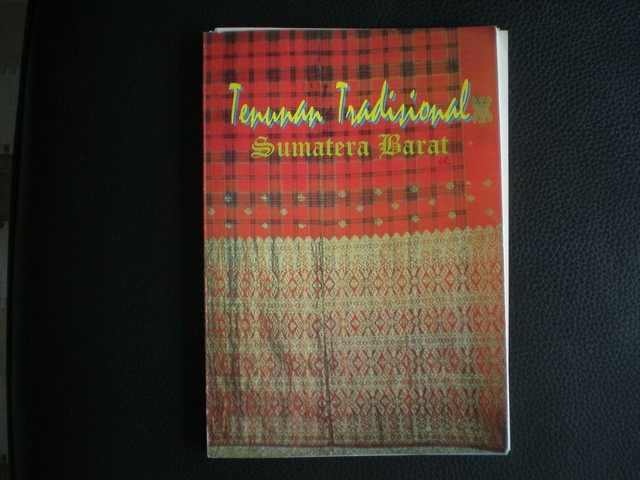 Tenunan Tradisional
Sumatera Barat